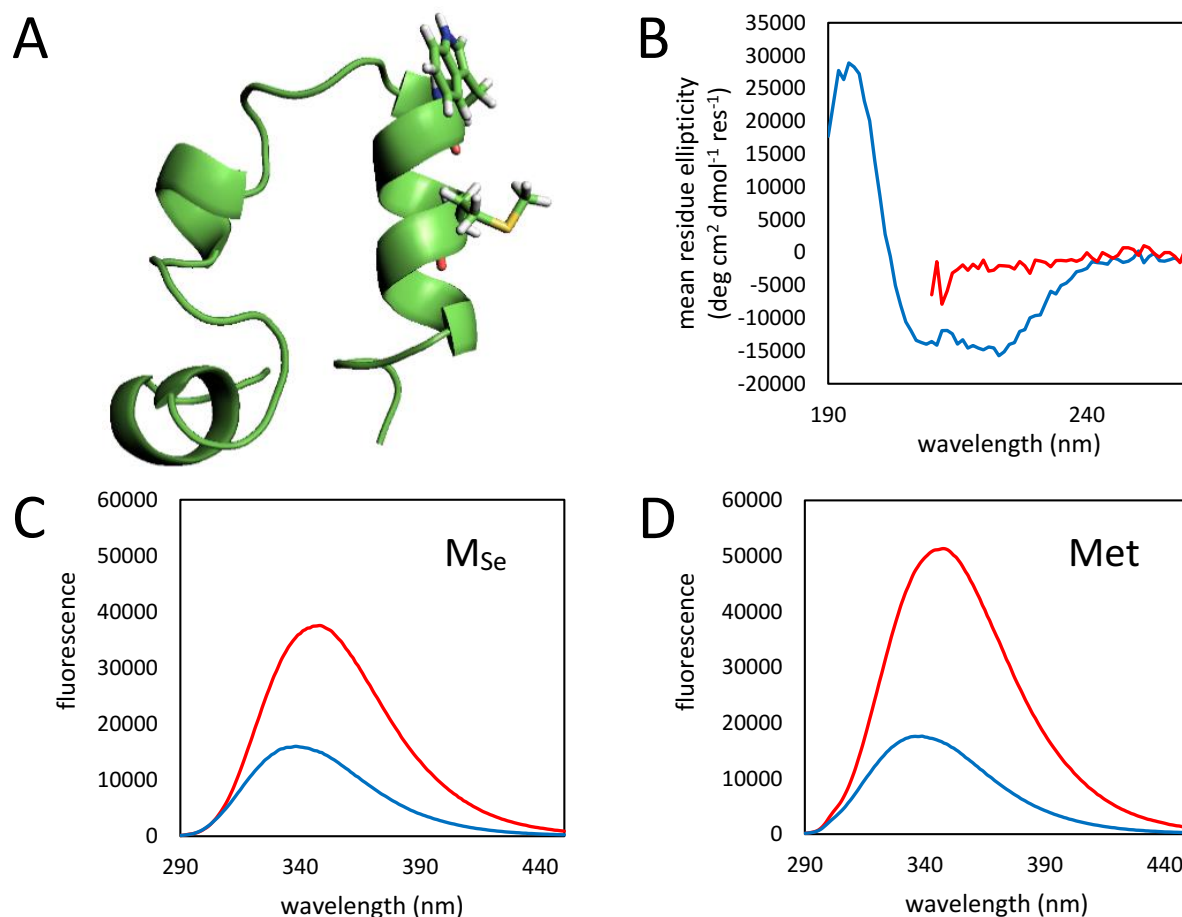 A
B
mean residue ellipticity
(deg cm² dmol⁻¹ res⁻¹)
35000
30000
25000
20000
15000
10000
5000
0
-5000
-10000
-15000
-20000
190
240
wavelength (nm)
C
M_Se
fluorescence
60000
50000
40000
30000
20000
10000
0
290
340
390
440
wavelength (nm)
D
Met
fluorescence
60000
50000
40000
30000
20000
10000
0
290
340
390
440
wavelength (nm)